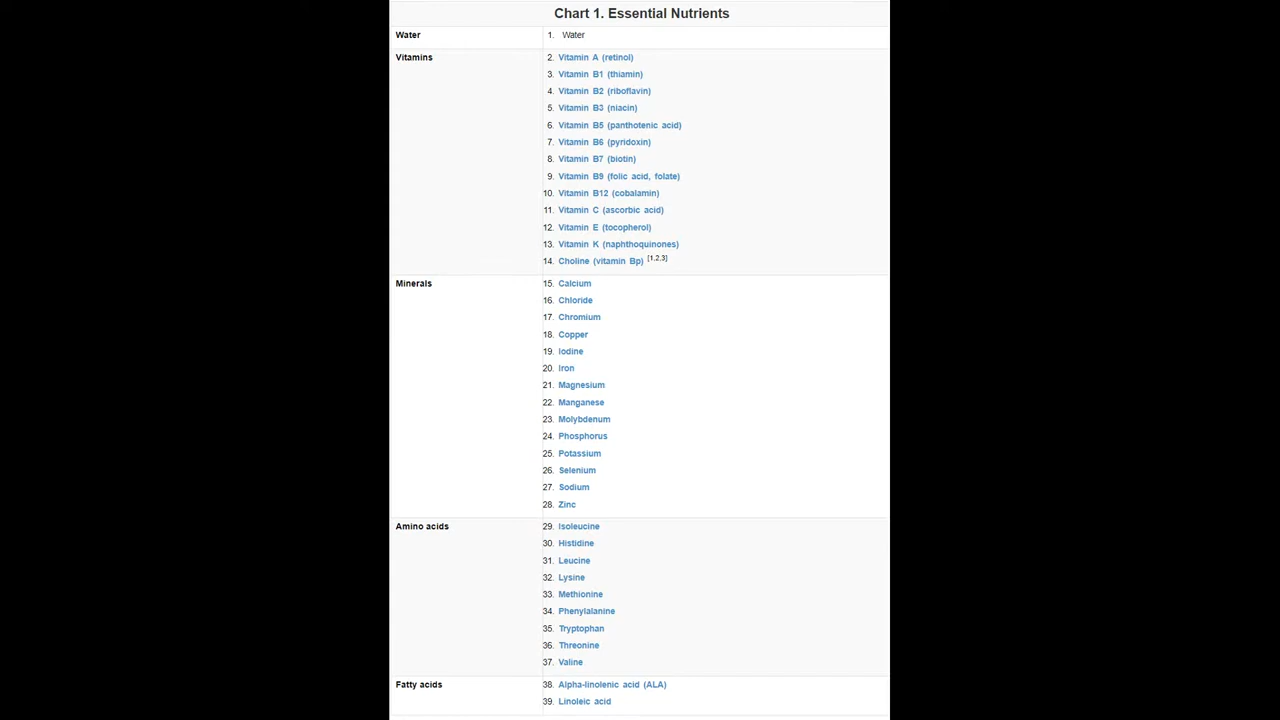 Chart 1. Essential Nutrients
Water
1. Water
Vitamins
2. Vitamin A (retinol)
3. Vitamin B1 (thiamin)
4. Vitamin B2 (riboflavin)
5. Vitamin B3 (niacin)
6. Vitamin B5 (panthotenic acid)
7. Vitamin B6 (pyridoxin)
8. Vitamin B7 (biotin)
9. Vitamin B9 (folic acid, folate)
10. Vitamin B12 (cobalamin)
11. Vitamin C (ascorbic acid)
12. Vitamin E (tocopherol)
13. Vitamin K (naphthoquinones)
14. Choline (vitamin Bp) [1,2,3]
Minerals
15. Calcium
16. Chloride
17. Chromium
18. Copper
19. Iodine
20. Iron
21. Magnesium
22. Manganese
23. Molybdenum
24. Phosphorus
25. Potassium
26. Selenium
27. Sodium
28. Zinc
Amino acids
29. Isoleucine
30. Histidine
31. Leucine
32. Lysine
33. Methionine
34. Phenylalanine
35. Tryptophan
36. Threonine
37. Valine
Fatty acids
38. Alpha-linolenic acid (ALA)
39. Linoleic acid